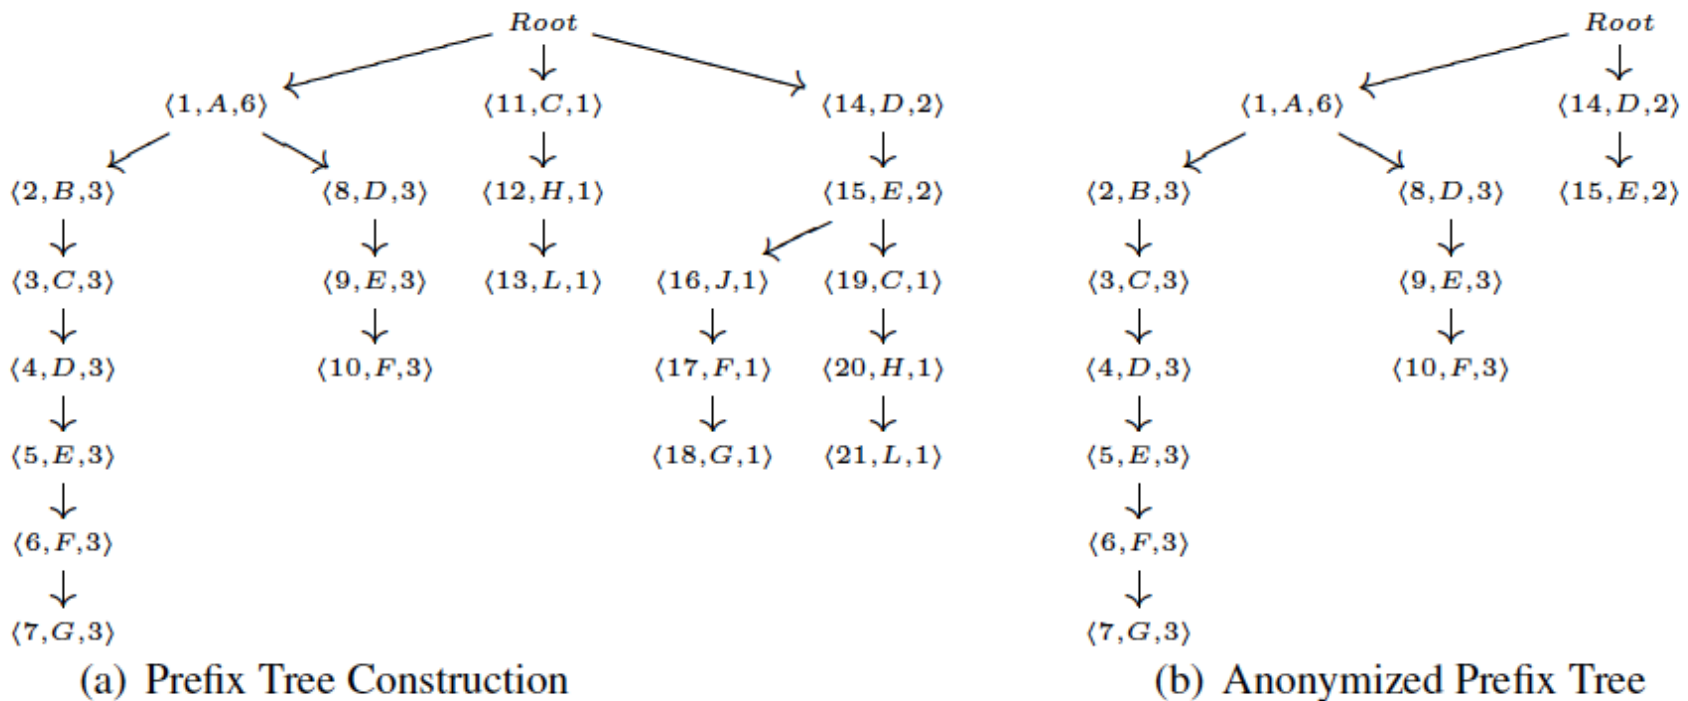 Root Root
⟨1,A,6⟩ ⟨11,C,1⟩ ⟨14,D,2⟩ ⟨1,A,6⟩ ⟨14,D,2⟩
⟨2,B,3⟩ ⟨8,D,3⟩ ⟨12,H,1⟩ ⟨15,E,2⟩ ⟨2,B,3⟩ ⟨8,D,3⟩ ⟨15,E,2⟩
⟨3,C,3⟩ ⟨9,E,3⟩ ⟨13,L,1⟩ ⟨16,J,1⟩ ⟨19,C,1⟩ ⟨3,C,3⟩ ⟨9,E,3⟩
⟨4,D,3⟩ ⟨10,F,3⟩ ⟨17,F,1⟩ ⟨20,H,1⟩ ⟨4,D,3⟩ ⟨10,F,3⟩
⟨5,E,3⟩ ⟨18,G,1⟩ ⟨21,L,1⟩ ⟨5,E,3⟩
⟨6,F,3⟩ ⟨6,F,3⟩
⟨7,G,3⟩ ⟨7,G,3⟩
(a) Prefix Tree Construction (b) Anonymized Prefix Tree